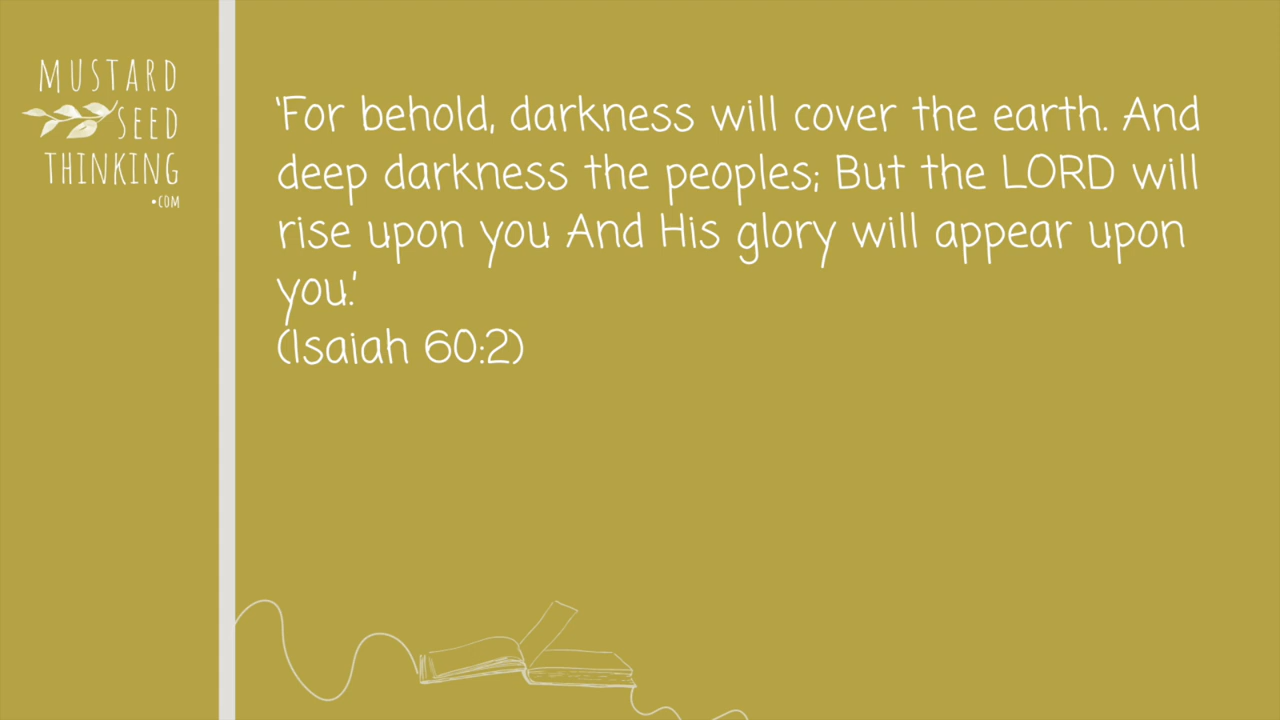 MUSTARD
SEED
THINKING
.COM
'For behold, darkness will cover the earth. And
deep darkness the peoples; But the LORD will
rise upon you And His glory will appear upon
you.'
(Isaiah 60:2)